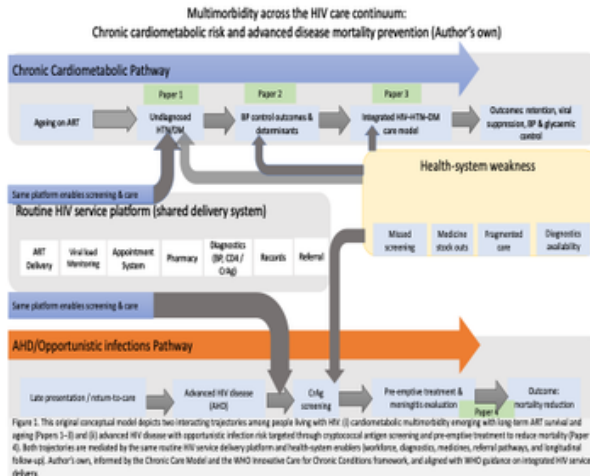 Multimorbidity across the HIV care continuum:
Chronic cardiometabolic risk and advanced disease mortality prevention (Author's own)
Chronic Cardiometabolic Pathway
Paper 1
Paper 2
Paper 3
Ageing on ART
Undiagnosed
HTN/DM
BP control outcomes &
determinants
Integrated HIV-HTN-DM
care model
Outcomes: retention, viral
suppression, BP & glycaemic
control
Health-system weakness
Same platform enables screening & care
Routine HIV service platform (shared delivery system)
Missed
screening
Medicine
stock outs
Fragmented
care
Diagnostics
availability
ART
Delivery
Viral load
Monitoring
Appointment
System
Pharmacy
Diagnostics
(BP, CD4 /
CrAg)
Records
Referral
Same platform enables screening & care
AHD/Opportunistic infections Pathway
Late presentation / return-to-care
Advanced HIV disease
(AHD)
CrAg
screening
Pre-emptive treatment &
meningitis evaluation
Outcome:
mortality reduction
Paper 4
Figure 1. This original conceptual model depicts two interacting trajectories among people living with HIV: (i) cardiometabolic multimorbidity emerging with long-term ART survival and
ageing (Papers 1–3) and (ii) advanced HIV disease with opportunistic infection risk targeted through cryptococcal antigen screening and pre-emptive treatment to reduce mortality (Paper
4). Both trajectories are mediated by the same routine HIV service delivery platform and health-system enablers (workforce, diagnostics, medicines, referral pathways, and longitudinal
follow-up). Author's own, informed by the Chronic Care Model and the WHO Innovative Care for Chronic Conditions framework, and aligned with WHO guidance on integrated HIV service
delivery.